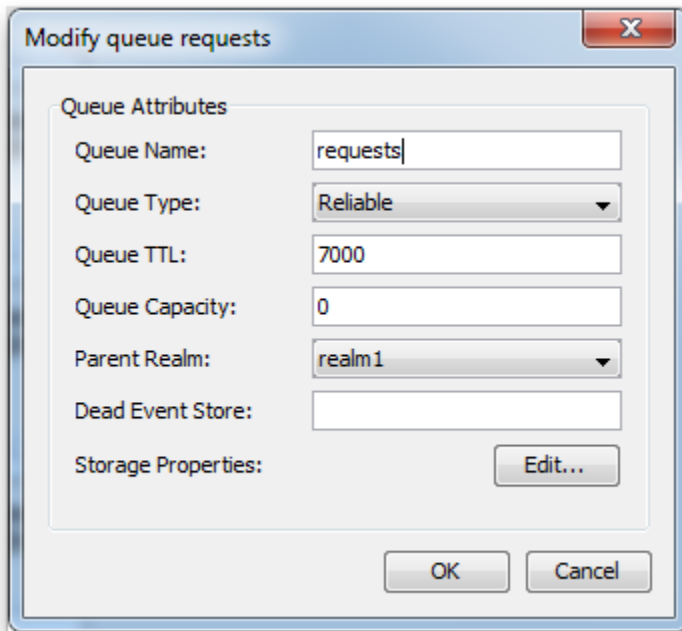 Modify queue requests
Queue Attributes
Queue Name: requests
Queue Type: Reliable
Queue TTL: 7000
Queue Capacity: 0
Parent Realm: realm1
Dead Event Store:
Storage Properties: Edit...
OK Cancel